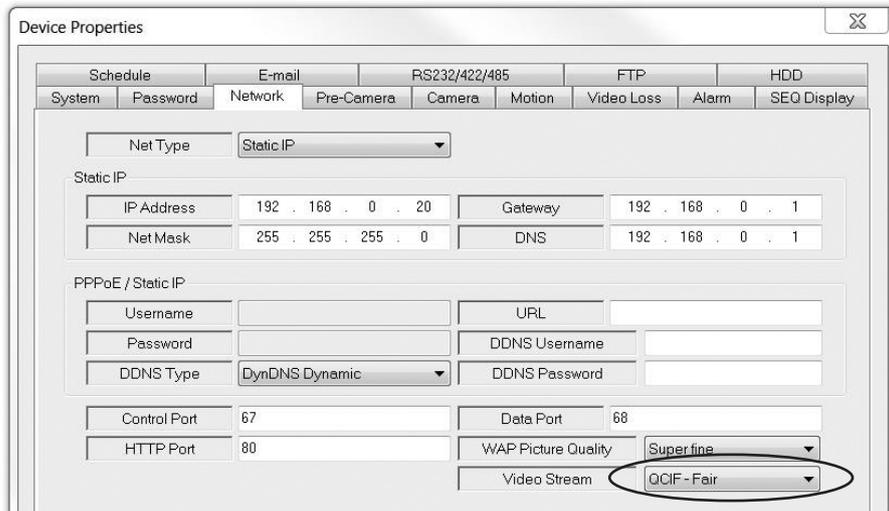 Device Properties
Schedule E-mail RS232/422/485 FTP HDD
System Password Network Pre-Camera Camera Motion Video Loss Alarm SEQ Display
Net Type Static IP
Static IP
IP Address 192 . 168 . 0 . 20 Gateway 192 . 168 . 0 . 1
Net Mask 255 . 255 . 255 . 0 DNS 192 . 168 . 0 . 1
PPPoE / Static IP
Username URL
Password DDNS Username
DDNS Type DynDNS Dynamic DDNS Password
Control Port 67 Data Port 68
HTTP Port 80 WAP Picture Quality Super fine
Video Stream QCIF - Fair